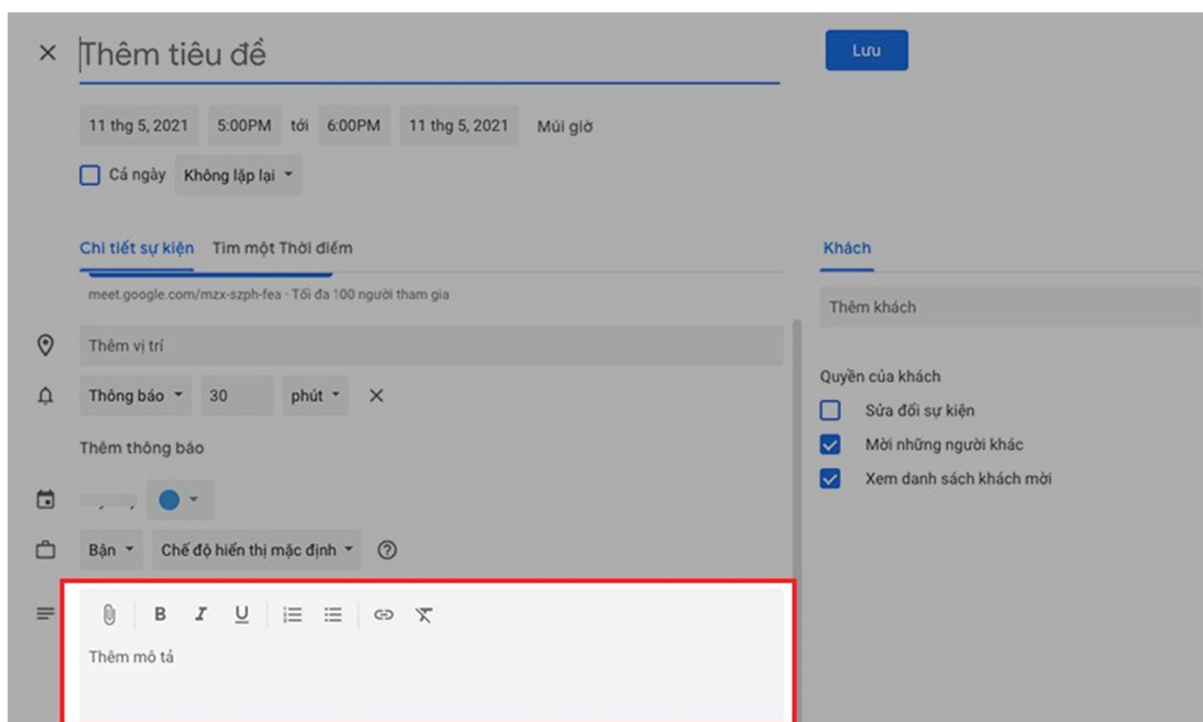 Thêm tiêu đề
Lưu
11 thg 5, 2021 5:00PM tới 6:00PM 11 thg 5, 2021 Múi giờ
Cả ngày Không lặp lại
Chi tiết sự kiện Tìm một Thời điểm
Khách
meet.google.com/mzx-szph-fea · Tối đa 100 người tham gia
Thêm khách
Thêm vị trí
Quyền của khách
Thông báo 30 phút
Sửa đổi sự kiện
Thêm thông báo
Mời những người khác
Xem danh sách khách mời
Bận Chế độ hiển thị mặc định
B I U
Thêm mô tả